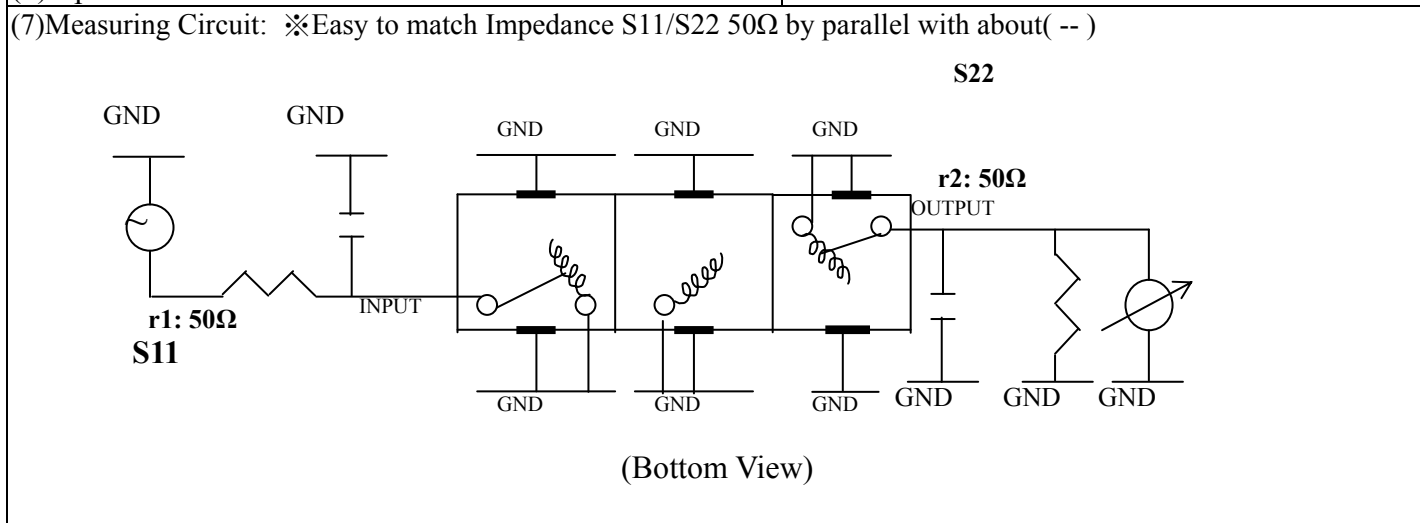 (7)Measuring Circuit: ※Easy to match Impedance S11/S22 50Ω by parallel with about( -- )
S22
GND GND GND GND GND
r2: 50Ω
OUTPUT
INPUT
r1: 50Ω
S11
GND GND GND GND GND GND
(Bottom View)